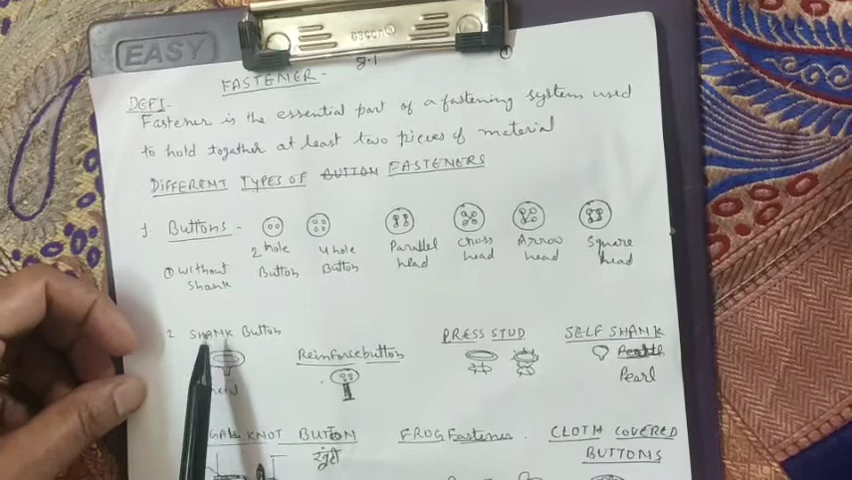 EASY
FASTENER-
DEFI-
Fastener is the essential part of a fastening system used
to hold together at least two pieces of material
DIFFERENT TYPES OF BUTTON FASTENERS
1. Buttons -
① without shank
2 hole Button
4 hole Button
Parallel head
Cross head
Arrow head
Square head
2 SHANK Button
Reinforse button
PRESS STUD
SELF SHANK
Pearl
KNOT BUTTON
FROG Fastener.
CLOTH COVERED
BUTTONS